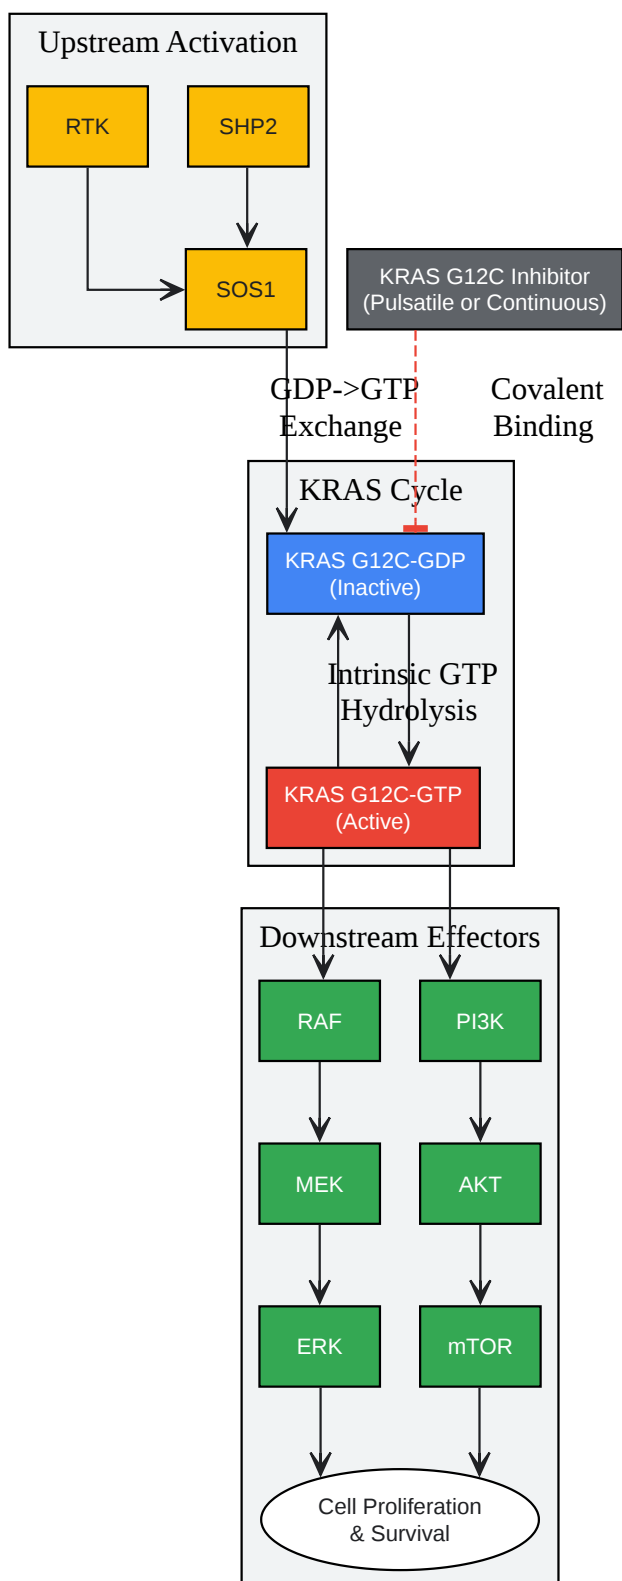 Upstream Activation
RTK
SHP2
SOS1
KRAS G12C Inhibitor
(Pulsatile or Continuous)
GDP->GTP
Exchange
Covalent
Binding
KRAS Cycle
KRAS G12C-GDP
(Inactive)
Intrinsic GTP
Hydrolysis
KRAS G12C-GTP
(Active)
Downstream Effectors
RAF
PI3K
MEK
AKT
ERK
mTOR
Cell Proliferation
& Survival